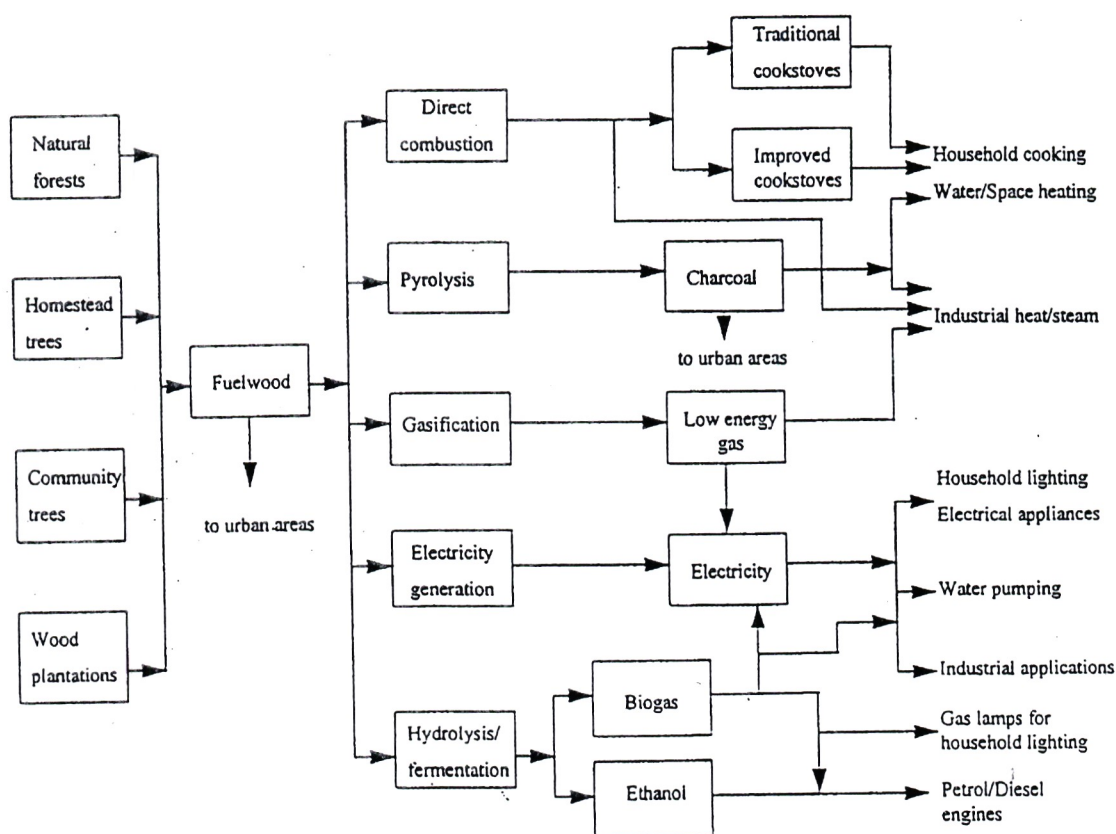 Natural
forests
Homestead
trees
Community
trees
Wood
plantations
Fuelwood
to urban areas
Direct
combustion
Pyrolysis
Gasification
Electricity
generation
Hydrolysis/
fermentation
Traditional
cookstoves
Improved
cookstoves
Charcoal
to urban areas
Low energy
gas
Electricity
Biogas
Ethanol
Household cooking
Water/Space heating
Industrial heat/steam
Household lighting
Electrical appliances
Water pumping
Industrial applications
Gas lamps for
household lighting
Petrol/Diesel
engines